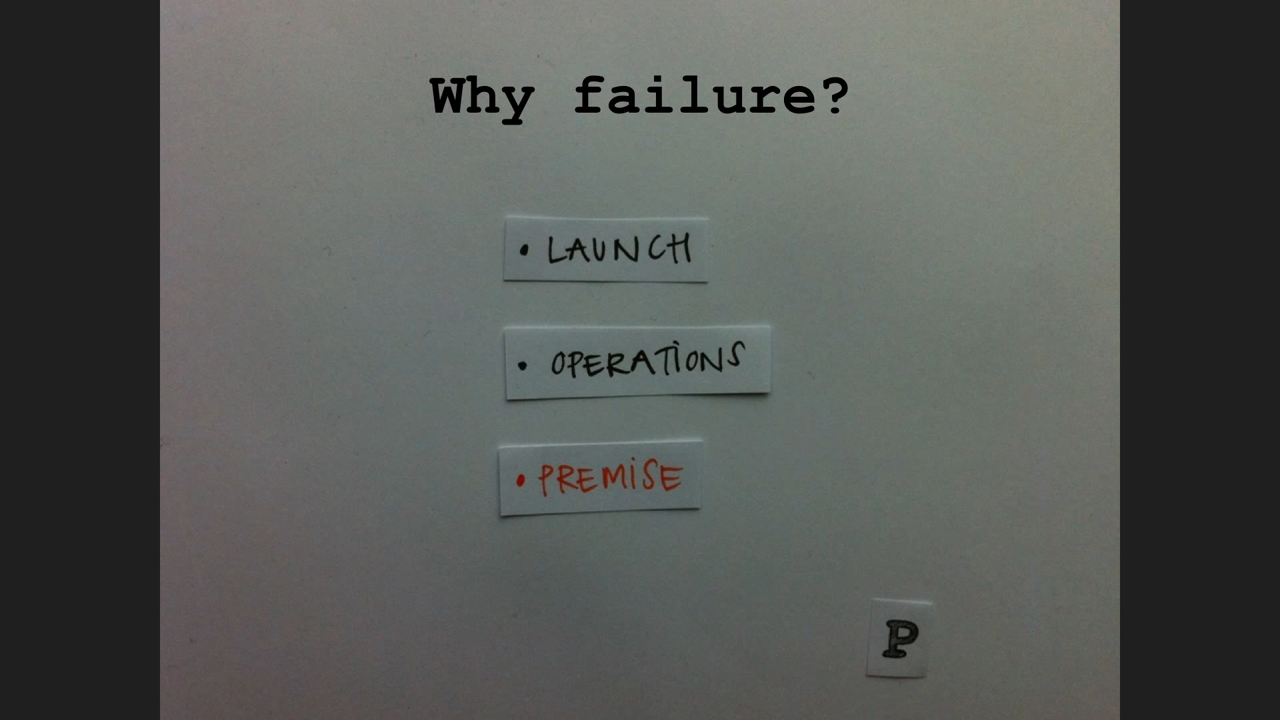 Why failure?
• LAUNCH
• OPERATIONS
• PREMISE
P